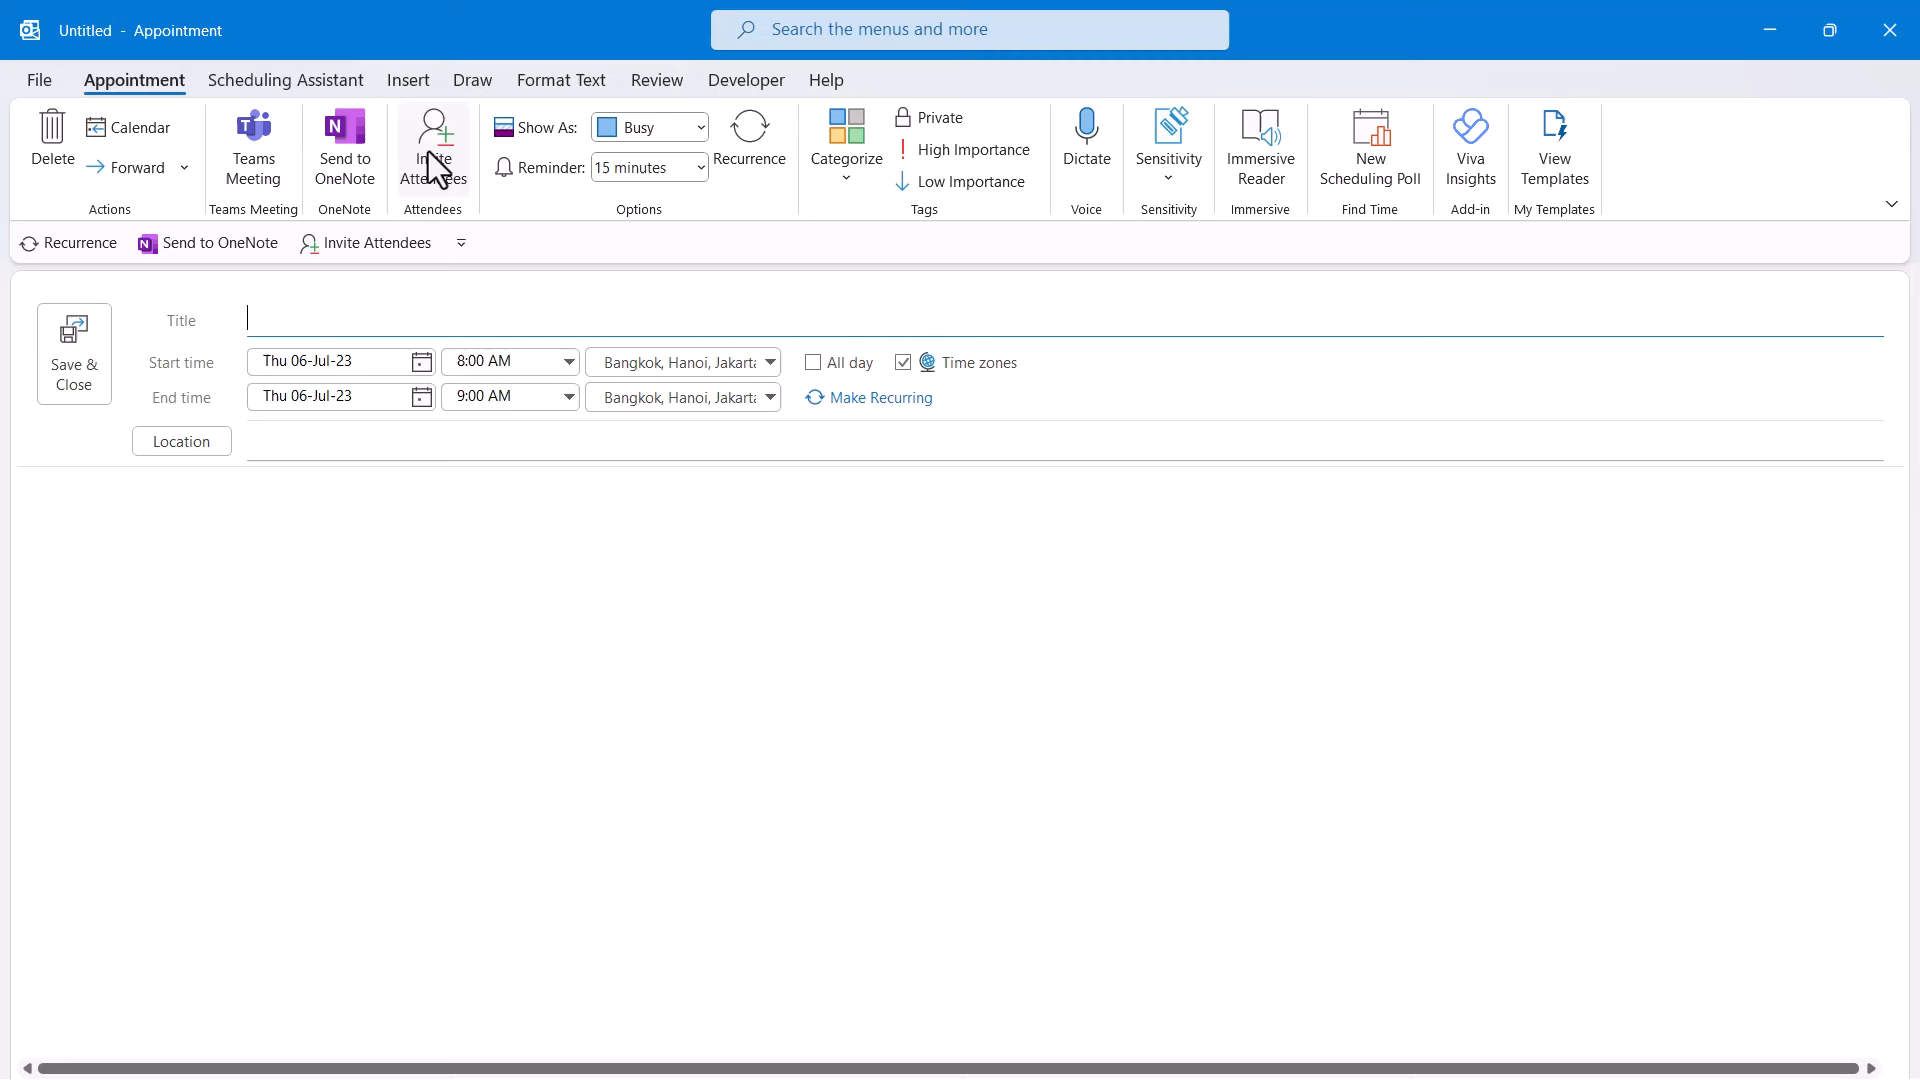 Untitled - Appointment
Search the menus and more
File Appointment Scheduling Assistant Insert Draw Format Text Review Developer Help
Delete
Calendar
Forward
Actions
Teams
Meeting
Teams Meeting
Send to
OneNote
OneNote
Invite
Attendees
Attendees
Show As: Busy
Reminder: 15 minutes
Recurrence
Options
Categorize
Private
High Importance
Low Importance
Tags
Dictate
Voice
Sensitivity
Sensitivity
Immersive
Reader
Immersive
New
Scheduling Poll
Find Time
Viva
Insights
Add-in
View
Templates
My Templates
Recurrence Send to OneNote Invite Attendees
Save &
Close
Title
Start time Thu 06-Jul-23 8:00 AM Bangkok, Hanoi, Jakarta All day Time zones
End time Thu 06-Jul-23 9:00 AM Bangkok, Hanoi, Jakarta Make Recurring
Location